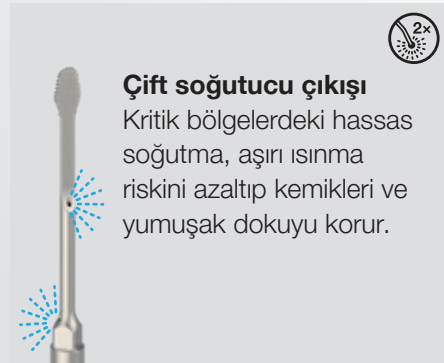 2×
Çift soğutucu çıkışı
Kritik bölgelerdeki hassas
soğutma, aşırı ısınma
riskini azaltıp kemikleri ve
yumuşak dokuyu korur.